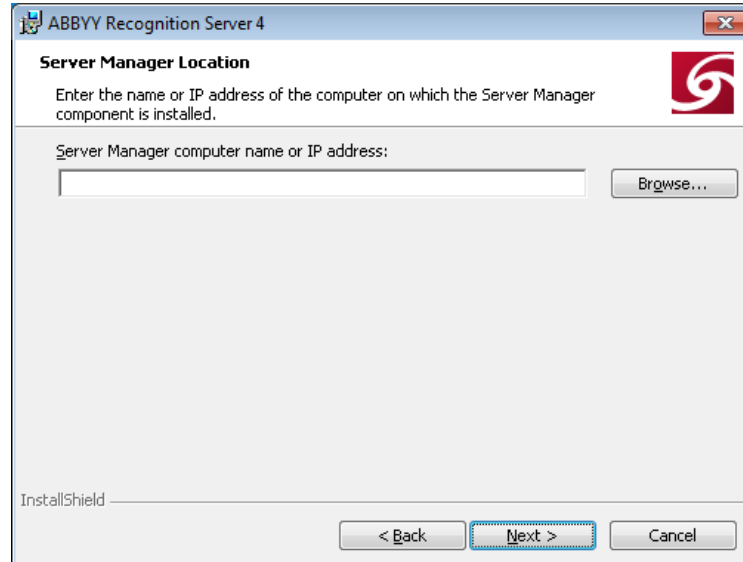 ABBYY Recognition Server 4
Server Manager Location
Enter the name or IP address of the computer on which the Server Manager
component is installed.
Server Manager computer name or IP address:
Browse...
InstallShield
< Back
Next >
Cancel